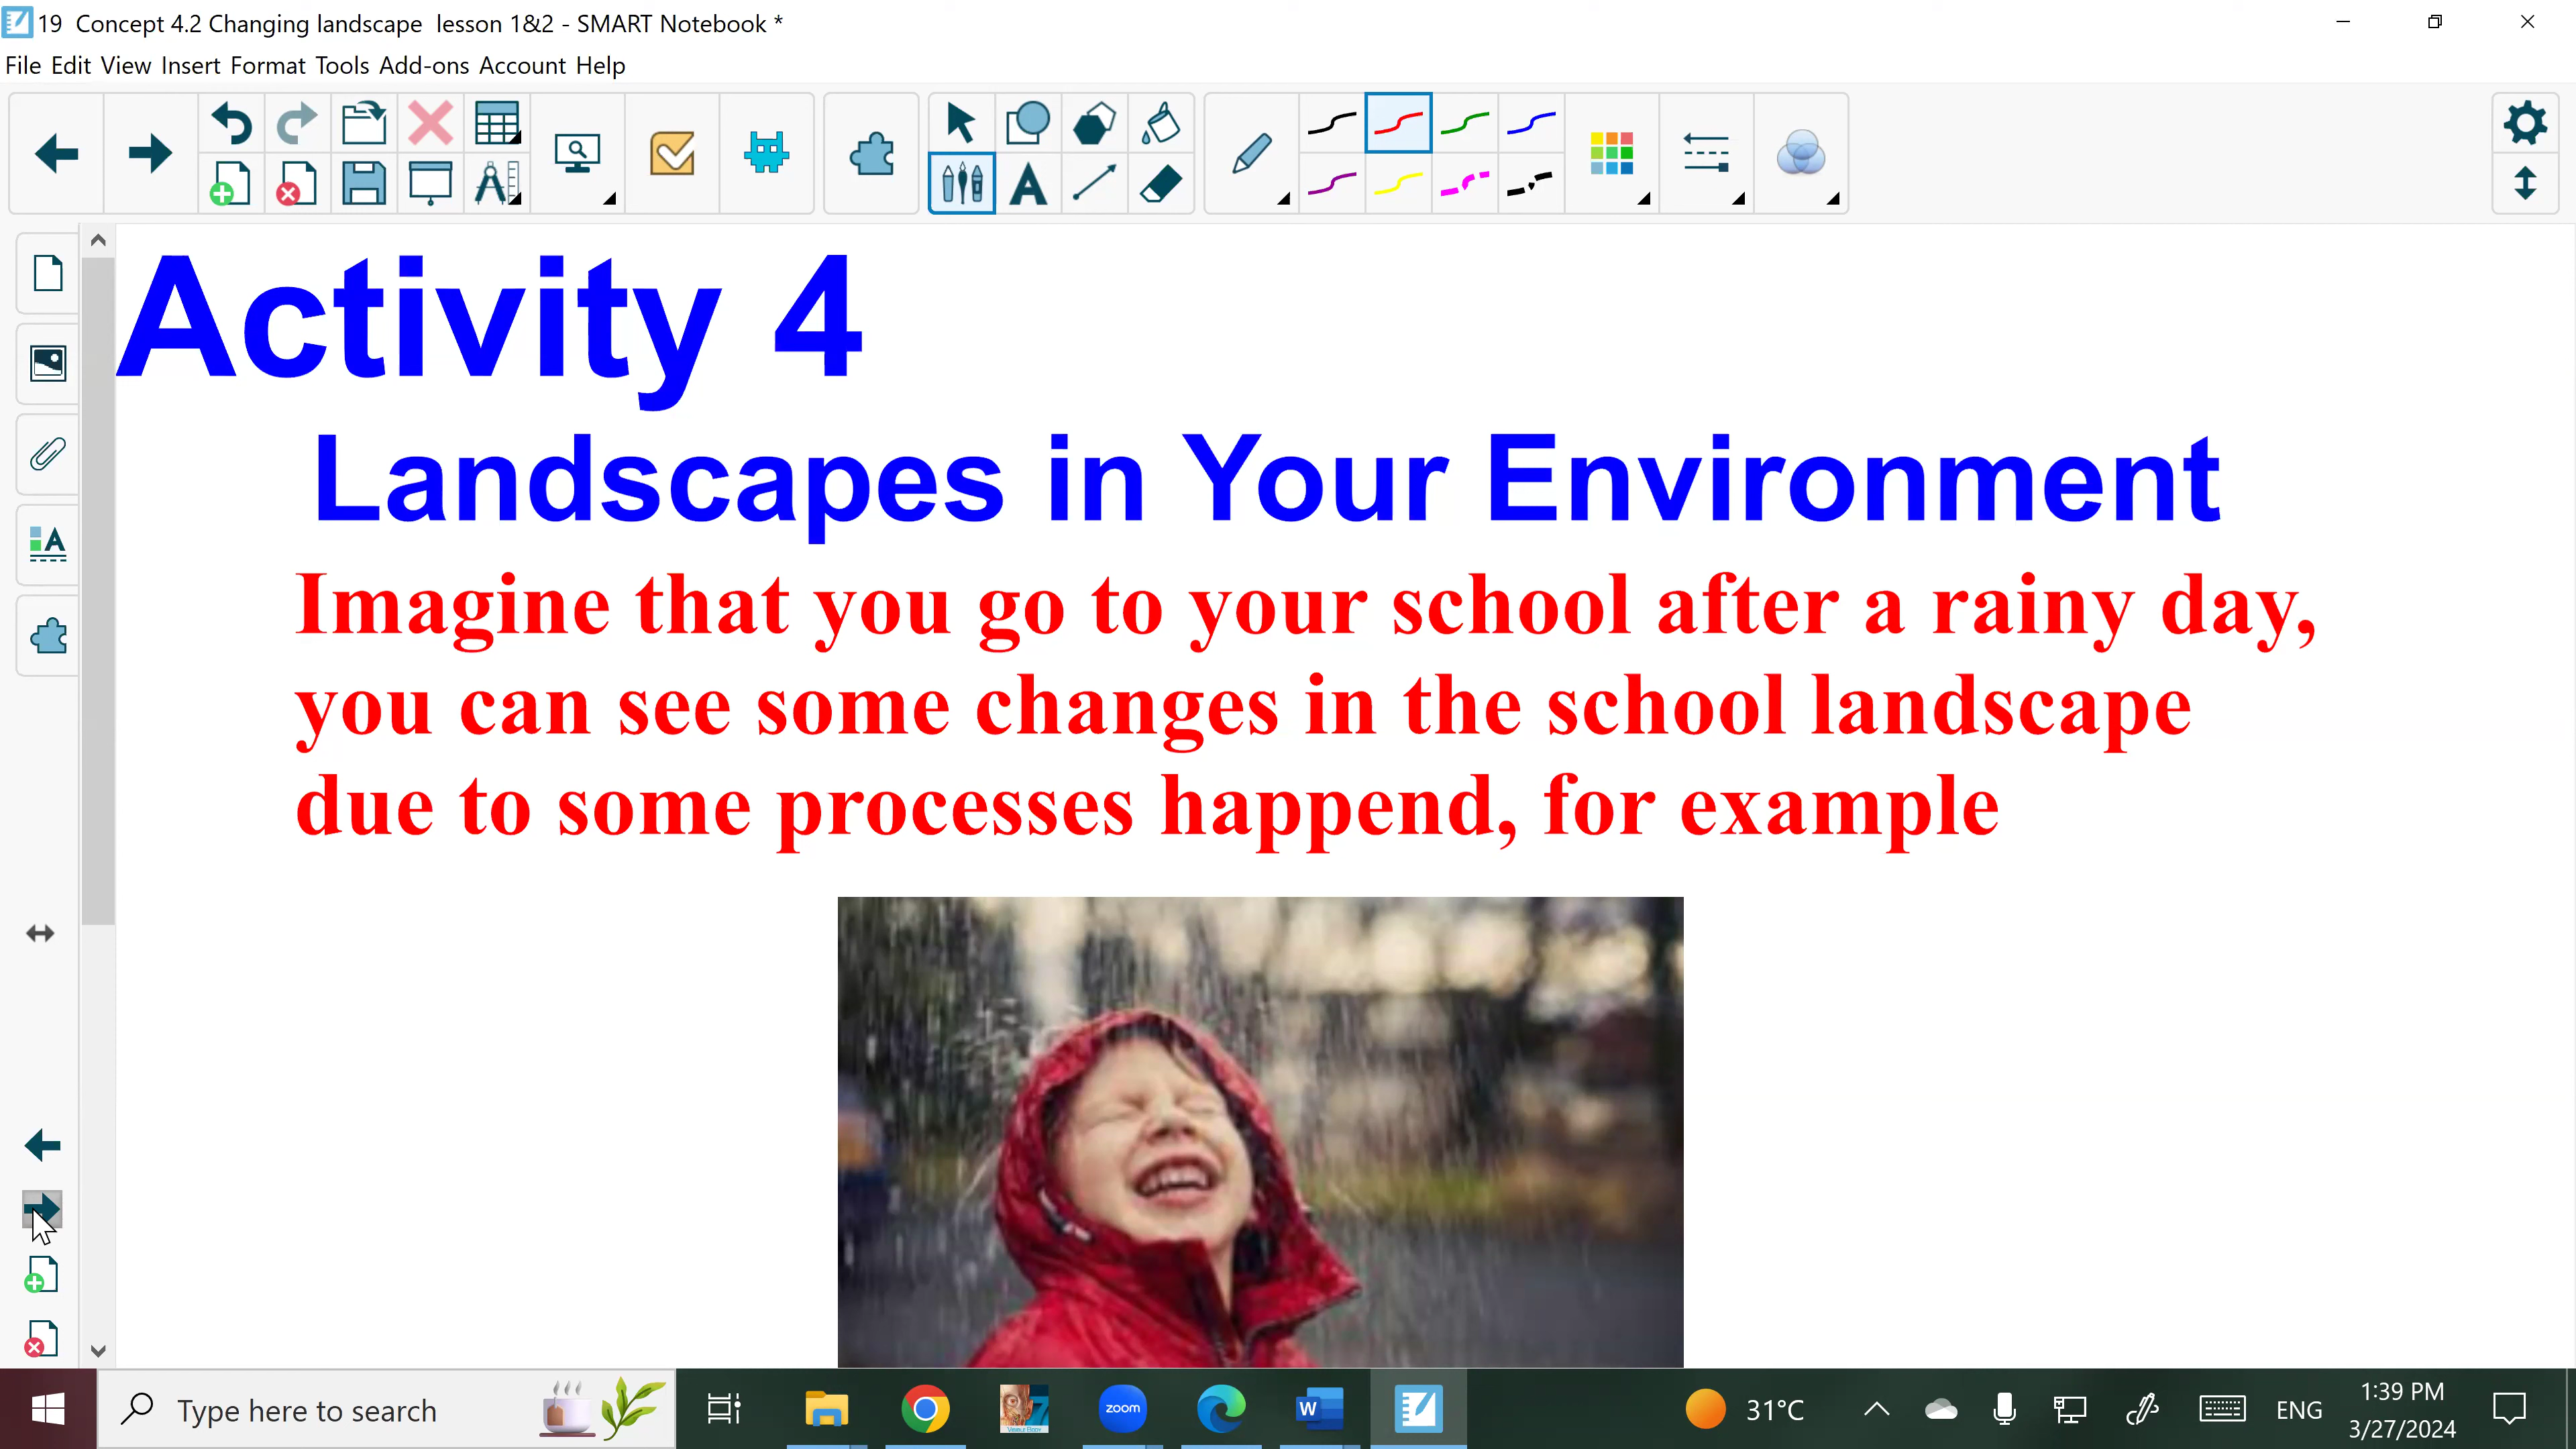 19 Concept 4.2 Changing landscape lesson 1&2 - SMART Notebook *
File Edit View Insert Format Tools Add-ons Account Help
Activity 4
Landscapes in Your Environment
Imagine that you go to your school after a rainy day,
you can see some changes in the school landscape
due to some processes happend, for example
Type here to search
zoom
W
7
31°C
ENG
1:39 PM
3/27/2024